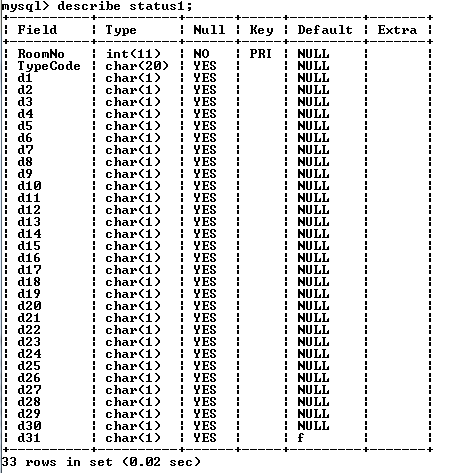 mysql> describe status1;
+----------+----------+------+-----+---------+-------+
| Field    | Type     | Null | Key | Default | Extra |
+----------+----------+------+-----+---------+-------+
| RoomNo   | int(11)  | NO   | PRI | NULL    |       |
| TypeCode | char(20) | YES  |     | NULL    |       |
| d1       | char(1)  | YES  |     | NULL    |       |
| d2       | char(1)  | YES  |     | NULL    |       |
| d3       | char(1)  | YES  |     | NULL    |       |
| d4       | char(1)  | YES  |     | NULL    |       |
| d5       | char(1)  | YES  |     | NULL    |       |
| d6       | char(1)  | YES  |     | NULL    |       |
| d7       | char(1)  | YES  |     | NULL    |       |
| d8       | char(1)  | YES  |     | NULL    |       |
| d9       | char(1)  | YES  |     | NULL    |       |
| d10      | char(1)  | YES  |     | NULL    |       |
| d11      | char(1)  | YES  |     | NULL    |       |
| d12      | char(1)  | YES  |     | NULL    |       |
| d13      | char(1)  | YES  |     | NULL    |       |
| d14      | char(1)  | YES  |     | NULL    |       |
| d15      | char(1)  | YES  |     | NULL    |       |
| d16      | char(1)  | YES  |     | NULL    |       |
| d17      | char(1)  | YES  |     | NULL    |       |
| d18      | char(1)  | YES  |     | NULL    |       |
| d19      | char(1)  | YES  |     | NULL    |       |
| d20      | char(1)  | YES  |     | NULL    |       |
| d21      | char(1)  | YES  |     | NULL    |       |
| d22      | char(1)  | YES  |     | NULL    |       |
| d23      | char(1)  | YES  |     | NULL    |       |
| d24      | char(1)  | YES  |     | NULL    |       |
| d25      | char(1)  | YES  |     | NULL    |       |
| d26      | char(1)  | YES  |     | NULL    |       |
| d27      | char(1)  | YES  |     | NULL    |       |
| d28      | char(1)  | YES  |     | NULL    |       |
| d29      | char(1)  | YES  |     | NULL    |       |
| d30      | char(1)  | YES  |     | NULL    |       |
| d31      | char(1)  | YES  |     | f       |       |
+----------+----------+------+-----+---------+-------+
33 rows in set (0.02 sec)